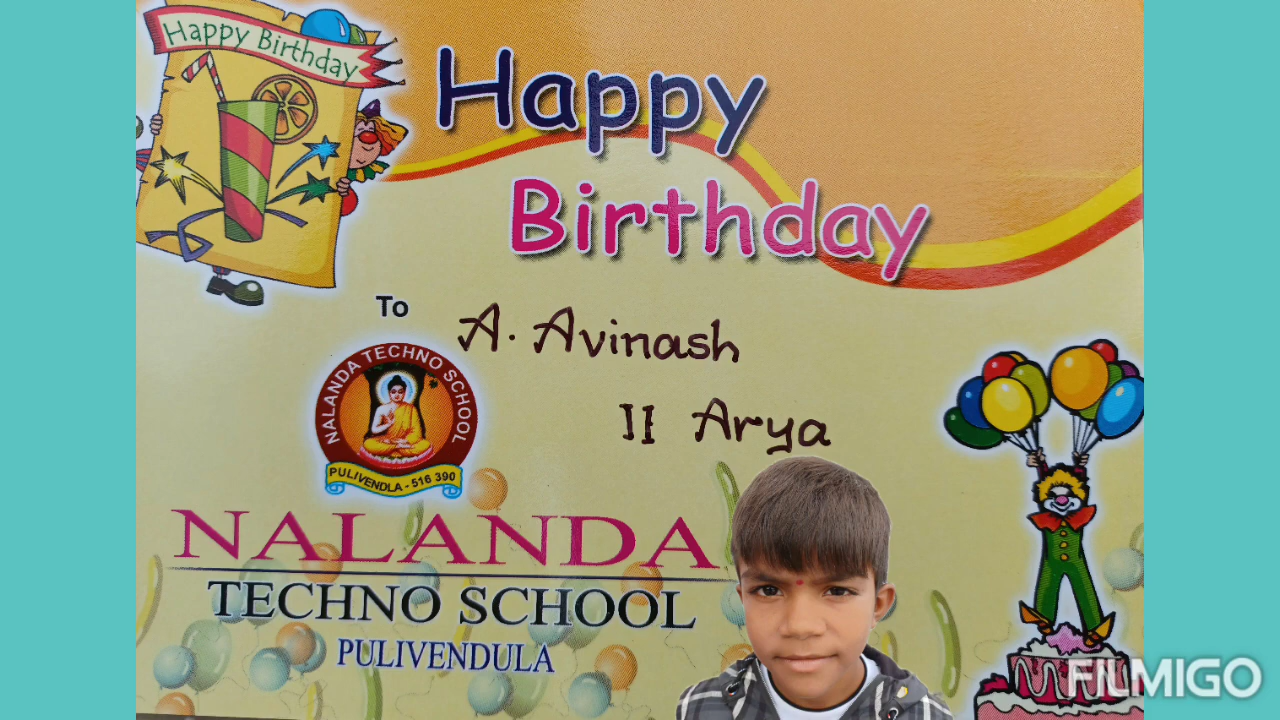 Happy Birthday
Happy
Birthday
To
A. Avinash
II Arya
NALANDA TECHNO SCHOOL
PULIVENDLA - 516 390
NALANDA
TECHNO SCHOOL
PULIVENDULA
FILMIGO